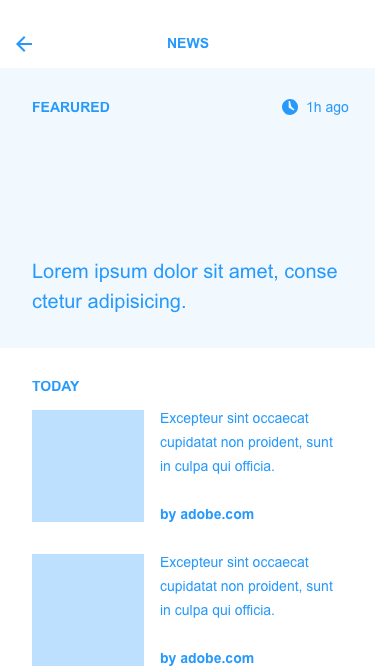 NEWS
FEARURED
1h ago
Lorem ipsum dolor sit amet, conse
ctetur adipisicing.
TODAY
Excepteur sint occaecat
cupidatat non proident, sunt
in culpa qui officia.
by adobe.com
Excepteur sint occaecat
cupidatat non proident, sunt
in culpa qui officia.
by adobe.com